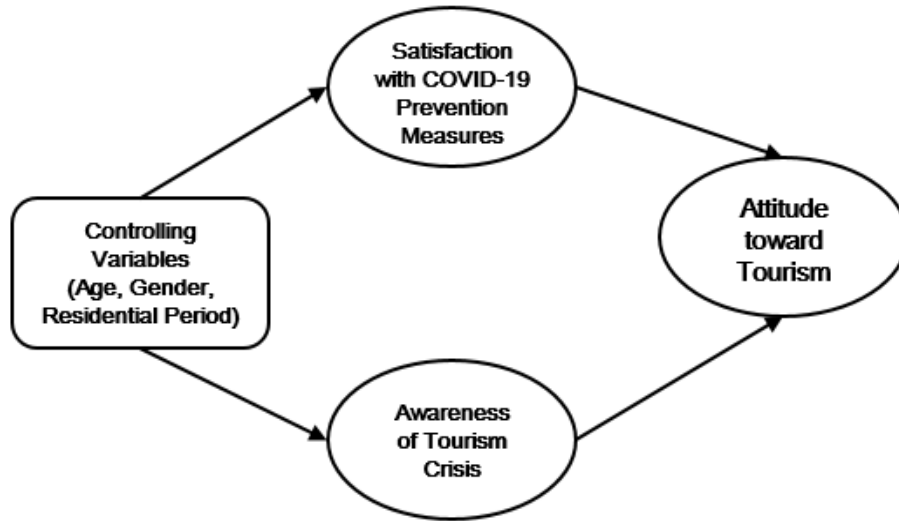 Satisfaction
with COVID-19
Prevention
Measures
Controlling
Variables
(Age, Gender,
Residential Period)
Attitude
toward
Tourism
Awareness
of Tourism
Crisis